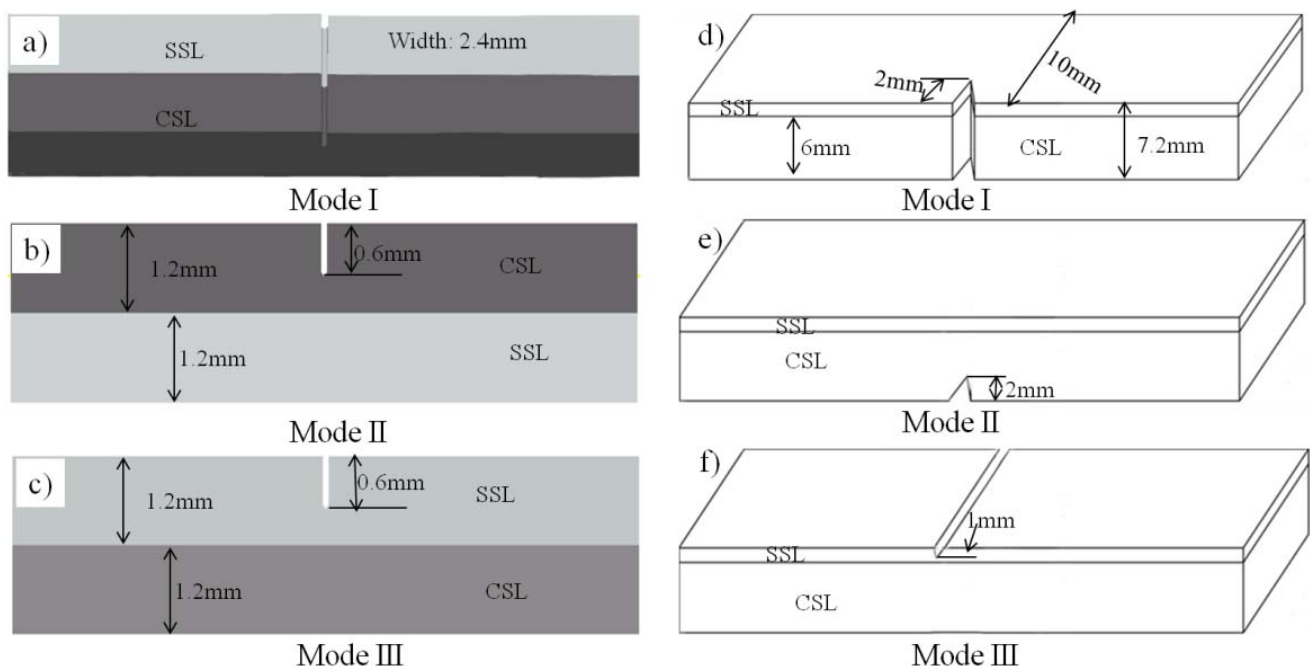 a)
SSL
Width: 2.4mm
CSL
Mode I
b)
1.2mm
0.6mm
CSL
1.2mm
SSL
Mode II
c)
1.2mm
0.6mm
SSL
1.2mm
CSL
Mode III
d)
2mm
10mm
SSL
6mm
CSL
7.2mm
Mode I
e)
SSL
CSL
2mm
Mode II
f)
1mm
SSL
CSL
Mode III